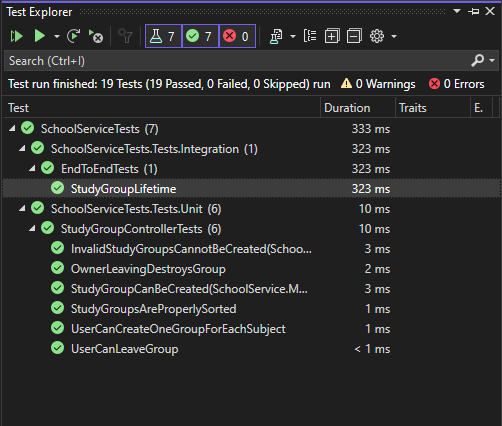 Test Explorer
7 7 0
Search (Ctrl+I)
Test run finished: 19 Tests (19 Passed, 0 Failed, 0 Skipped) run 0 Warnings 0 Errors
Test Duration Traits E.
SchoolServiceTests (7) 333 ms
SchoolServiceTests.Tests.Integration (1) 323 ms
EndToEndTests (1) 323 ms
StudyGroupLifetime 323 ms
SchoolServiceTests.Tests.Unit (6) 10 ms
StudyGroupControllerTests (6) 10 ms
InvalidStudyGroupsCannotBeCreated(Schoo... 3 ms
OwnerLeavingDestroysGroup 2 ms
StudyGroupCanBeCreated(SchoolService.M... 3 ms
StudyGroupsAreProperlySorted 1 ms
UserCanCreateOneGroupForEachSubject 1 ms
UserCanLeaveGroup < 1 ms